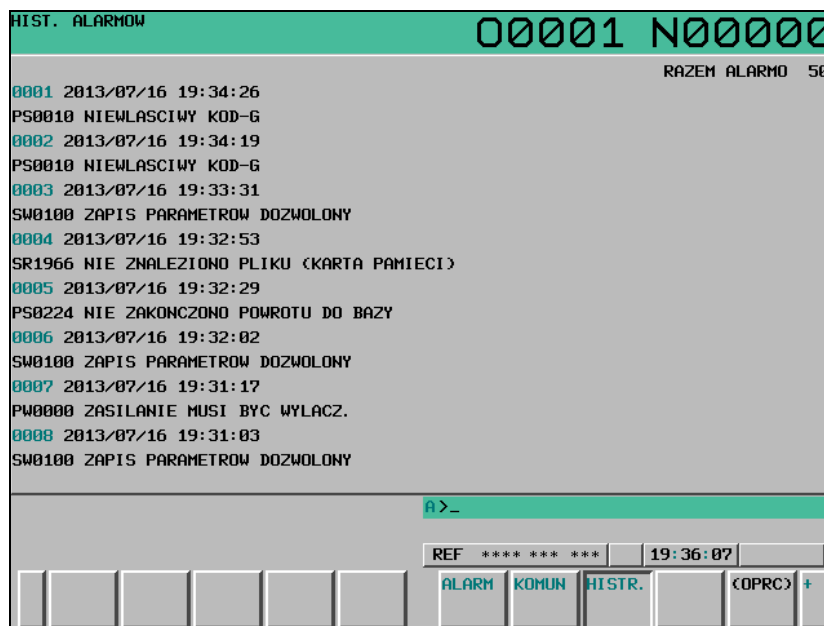 HIST. ALARMOW
O0001 N00000
RAZEM ALARMO 50
0001 2013/07/16 19:34:26
PS0010 NIEWLASCIWY KOD-G
0002 2013/07/16 19:34:19
PS0010 NIEWLASCIWY KOD-G
0003 2013/07/16 19:33:31
SW0100 ZAPIS PARAMETROW DOZWOLONY
0004 2013/07/16 19:32:53
SR1966 NIE ZNALEZIONO PLIKU (KARTA PAMIECI)
0005 2013/07/16 19:32:29
PS0224 NIE ZAKONCZONO POWROTU DO BAZY
0006 2013/07/16 19:32:02
SW0100 ZAPIS PARAMETROW DOZWOLONY
0007 2013/07/16 19:31:17
PW0000 ZASILANIE MUSI BYC WYLACZ.
0008 2013/07/16 19:31:03
SW0100 ZAPIS PARAMETROW DOZWOLONY
A>_
REF **** *** *** 19:36:07
ALARM KOMUN HISTR. (OPRC) +